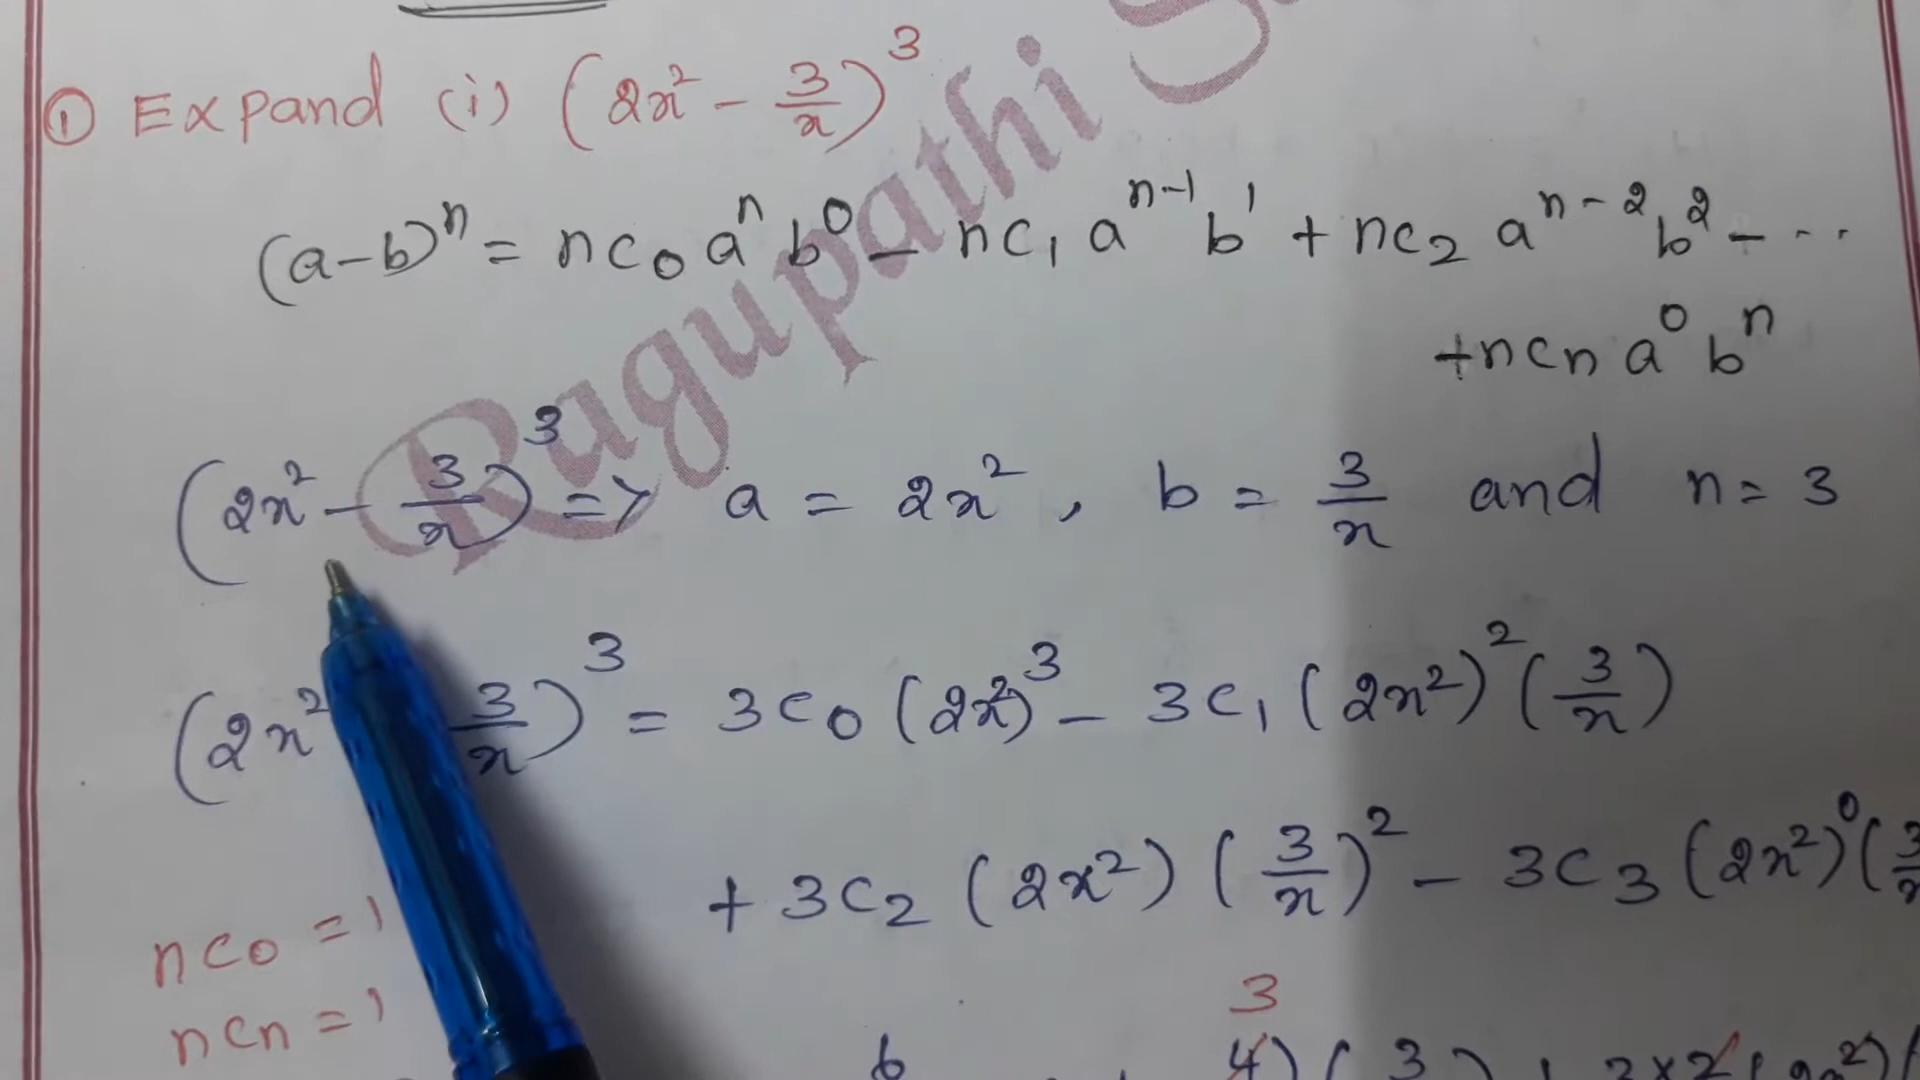 ① Expand (i) (2x² - 3/x)³
(a-b)ⁿ = nc₀ aⁿ b⁰ - nc₁ aⁿ⁻¹ b¹ + nc₂ aⁿ⁻² b² - ...
+ncn a⁰ bⁿ
(2x² - 3/x)³ => a = 2x², b = 3/x and n = 3
(2x² 3/x)³ = 3c₀ (2x²)³ - 3c₁ (2x²)² (3/x)
+ 3c₂ (2x²) (3/x)² - 3c₃ (2x²)⁰ (3/x
nc₀ = 1
ncn = 1
3
Ragupathi